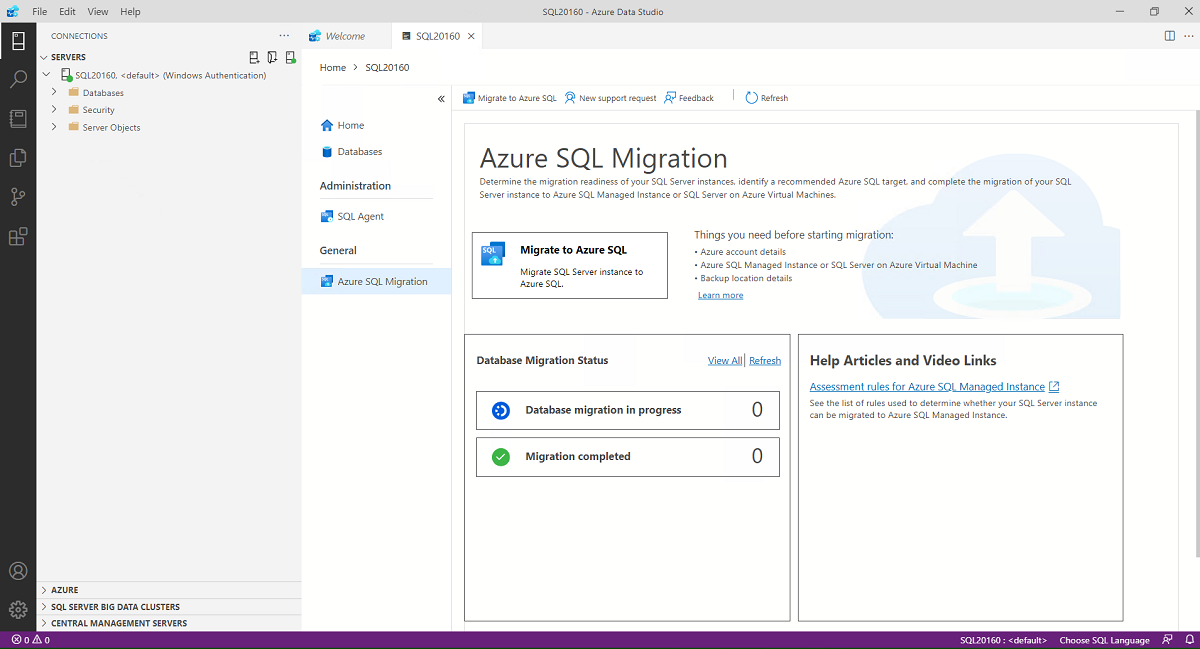 File Edit View Help
SQL20160 - Azure Data Studio
CONNECTIONS
SERVERS
SQL20160, <default> (Windows Authentication)
Databases
Security
Server Objects
AZURE
SQL SERVER BIG DATA CLUSTERS
CENTRAL MANAGEMENT SERVERS
Welcome
SQL20160
Home > SQL20160
Home
Databases
Administration
SQL Agent
General
Azure SQL Migration
Migrate to Azure SQL
New support request
Feedback
Refresh
Azure SQL Migration
Determine the migration readiness of your SQL Server instances, identify a recommended Azure SQL target, and complete the migration of your SQL
Server instance to Azure SQL Managed Instance or SQL Server on Azure Virtual Machines.
SQL
Migrate to Azure SQL
Migrate SQL Server instance to
Azure SQL.
Things you need before starting migration:
• Azure account details
• Azure SQL Managed Instance or SQL Server on Azure Virtual Machine
• Backup location details
Learn more
Database Migration Status
View All | Refresh
Database migration in progress 0
Migration completed 0
Help Articles and Video Links
Assessment rules for Azure SQL Managed Instance
See the list of rules used to determine whether your SQL Server instance
can be migrated to Azure SQL Managed Instance.
0 0
SQL20160 : <default>
Choose SQL Language